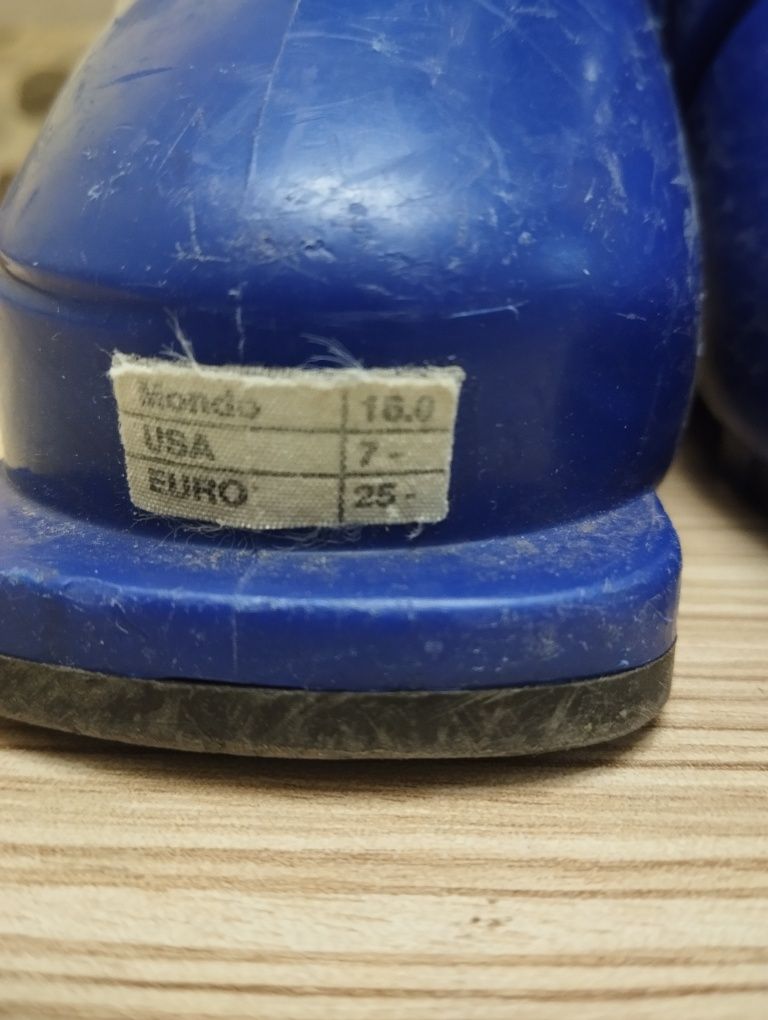 Mondo 16.0
USA 7 -
EURO 25 -